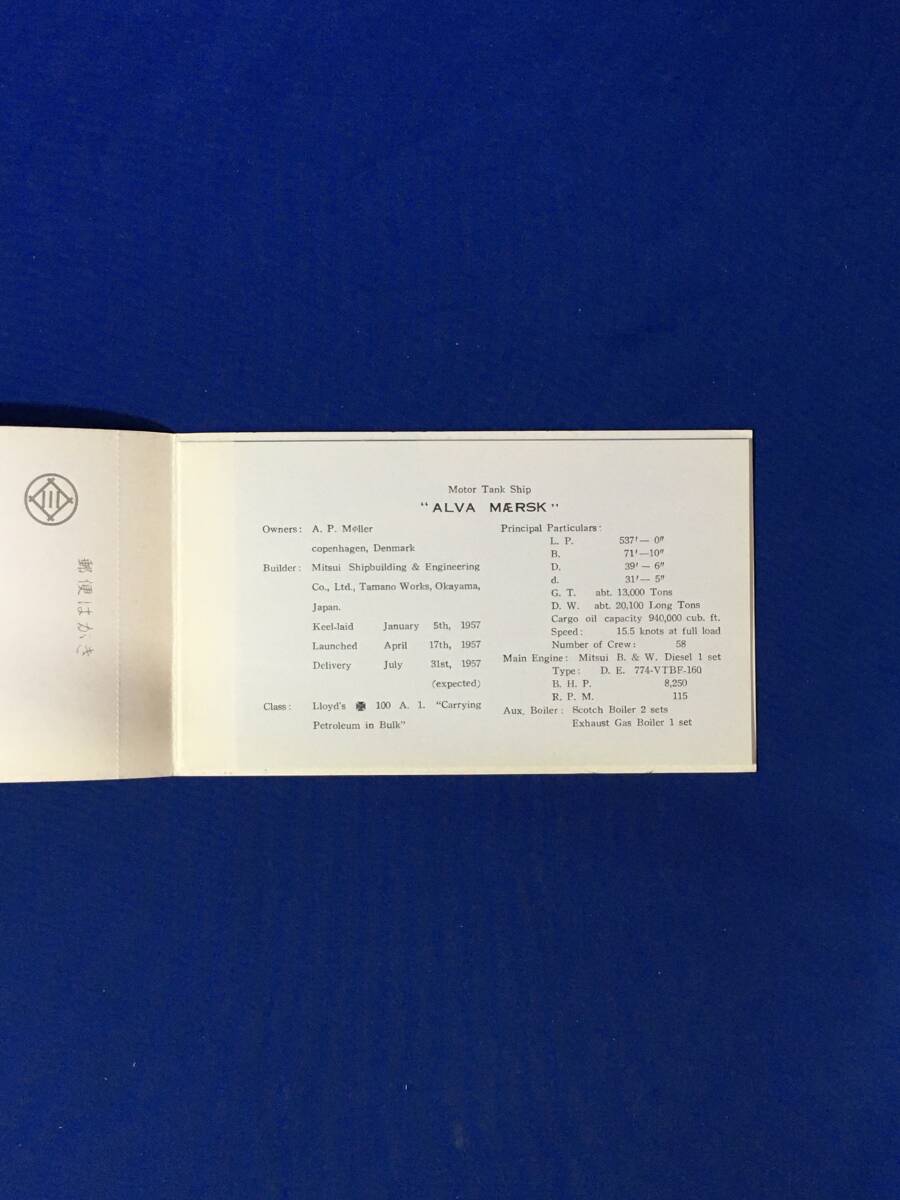 郵便はがき
Motor Tank Ship
"ALVA MÆRSK"
Owners: A. P. Møller
copenhagen, Denmark
Builder: Mitsui Shipbuilding & Engineering
Co., Ltd., Tamano Works, Okayama,
Japan.
Keel-laid January 5th, 1957
Launched April 17th, 1957
Delivery July 31st, 1957
(expected)
Class: Lloyd's ✠ 100 A. 1. "Carrying
Petroleum in Bulk"
Principal Particulars:
L. P. 537'— 0"
B. 71'—10"
D. 39'— 6"
d. 31'— 5"
G. T. abt. 13,000 Tons
D. W. abt. 20,100 Long Tons
Cargo oil capacity 940,000 cub. ft.
Speed: 15.5 knots at full load
Number of Crew: 58
Main Engine: Mitsui B. & W. Diesel 1 set
Type: D. E. 774-VTBF-160
B. H. P. 8,250
R. P. M. 115
Aux. Boiler: Scotch Boiler 2 sets
Exhaust Gas Boiler 1 set